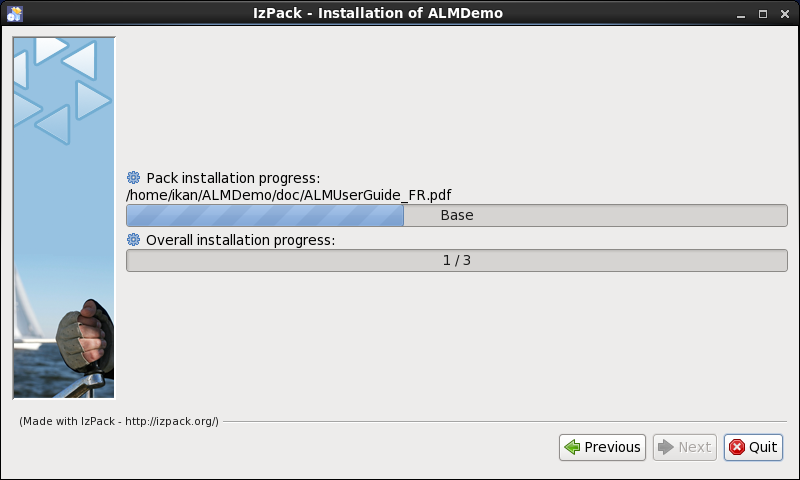 IzPack - Installation of ALMDemo
Pack installation progress:
/home/ikan/ALMDemo/doc/ALMUserGuide_FR.pdf
Base
Overall installation progress:
1 / 3
(Made with IzPack - http://izpack.org/)
Previous
Next
Quit